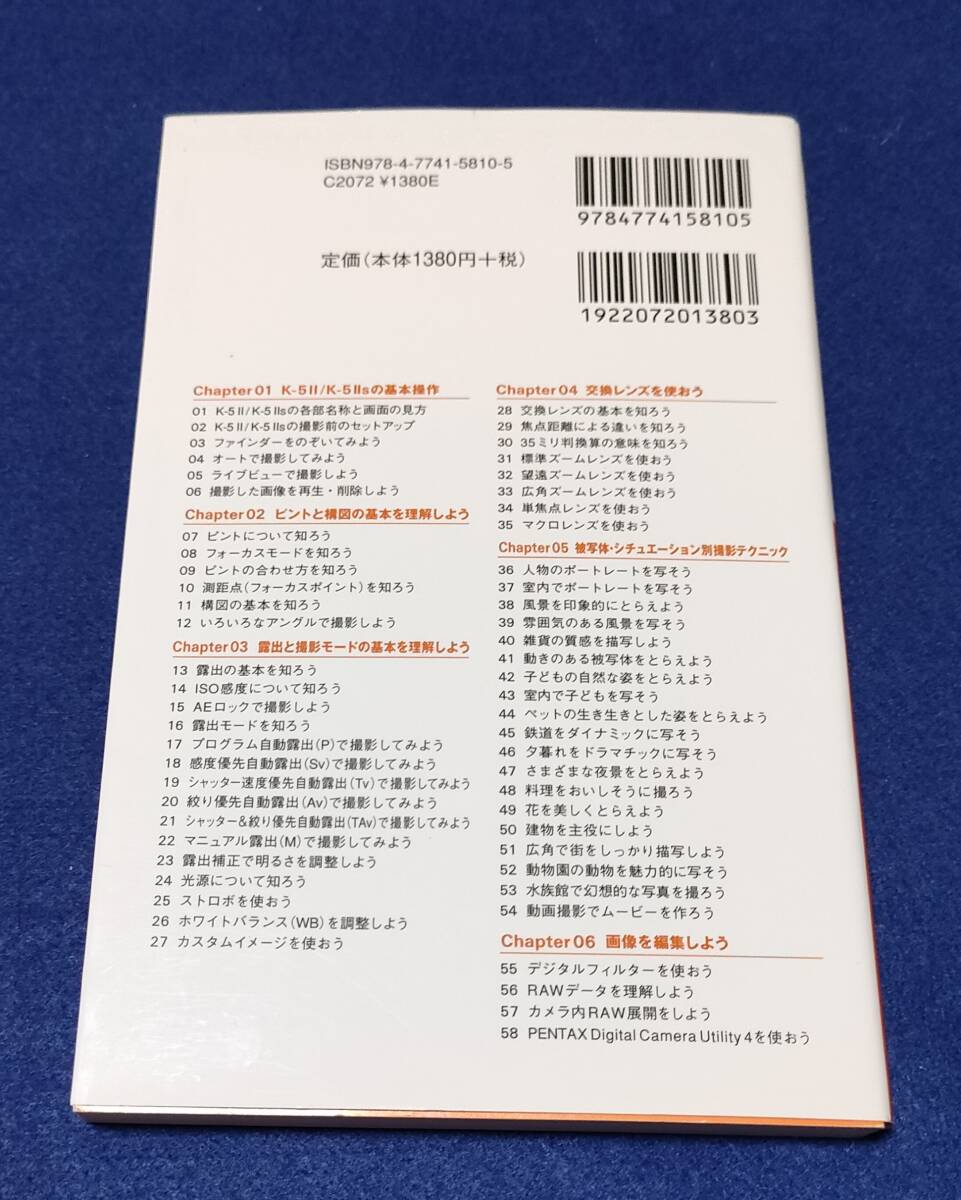 ISBN978-4-7741-5810-5
C2072 ¥1380E
9784774158105
定価(本体1380円+税)
1922072013803
Chapter01 K-5II/K-5IIsの基本操作
01 K-5II/K-5IIsの各部名称と画面の見方
02 K-5II/K-5IIsの撮影前のセットアップ
03 ファインダーをのぞいてみよう
04 オートで撮影してみよう
05 ライブビューで撮影しよう
06 撮影した画像を再生・削除しよう
Chapter02 ピントと構図の基本を理解しよう
07 ピントについて知ろう
08 フォーカスモードを知ろう
09 ピントの合わせ方を知ろう
10 測距点(フォーカスポイント)を知ろう
11 構図の基本を知ろう
12 いろいろなアングルで撮影しよう
Chapter03 露出と撮影モードの基本を理解しよう
13 露出の基本を知ろう
14 ISO感度について知ろう
15 AEロックで撮影しよう
16 露出モードを知ろう
17 プログラム自動露出(P)で撮影してみよう
18 感度優先自動露出(Sv)で撮影してみよう
19 シャッター速度優先自動露出(Tv)で撮影してみよう
20 絞り優先自動露出(Av)で撮影してみよう
21 シャッター&絞り優先自動露出(TAv)で撮影してみよう
22 マニュアル露出(M)で撮影してみよう
23 露出補正で明るさを調整しよう
24 光源について知ろう
25 ストロボを使おう
26 ホワイトバランス(WB)を調整しよう
27 カスタムイメージを使おう
Chapter04 交換レンズを使おう
28 交換レンズの基本を知ろう
29 焦点距離による違いを知ろう
30 35ミリ判換算の意味を知ろう
31 標準ズームレンズを使おう
32 望遠ズームレンズを使おう
33 広角ズームレンズを使おう
34 単焦点レンズを使おう
35 マクロレンズを使おう
Chapter05 被写体・シチュエーション別撮影テクニック
36 人物のポートレートを写そう
37 室内でポートレートを写そう
38 風景を印象的にとらえよう
39 雰囲気のある風景を写そう
40 雑貨の質感を描写しよう
41 動きのある被写体をとらえよう
42 子どもの自然な姿をとらえよう
43 室内で子どもを写そう
44 ペットの生き生きとした姿をとらえよう
45 鉄道をダイナミックに写そう
46 夕暮れをドラマチックに写そう
47 さまざまな夜景をとらえよう
48 料理をおいしそうに撮ろう
49 花を美しくとらえよう
50 建物を主役にしよう
51 広角で街をしっかり描写しよう
52 動物園の動物を魅力的に写そう
53 水族館で幻想的な写真を撮ろう
54 動画撮影でムービーを作ろう
Chapter06 画像を編集しよう
55 デジタルフィルターを使おう
56 RAWデータを理解しよう
57 カメラ内RAW展開をしよう
58 PENTAX Digital Camera Utility 4を使おう